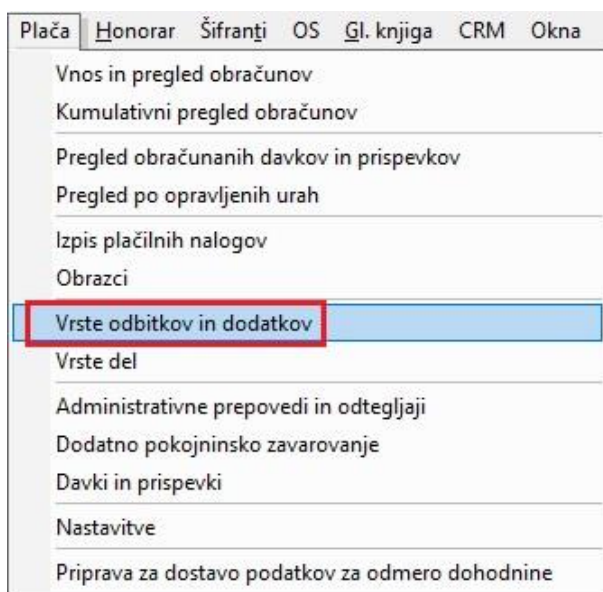 Plača Honorar Šifranti OS Gl. knjiga CRM Okna
Vnos in pregled obračunov
Kumulativni pregled obračunov
Pregled obračunanih davkov in prispevkov
Pregled po opravljenih urah
Izpis plačilnih nalogov
Obrazci
Vrste odbitkov in dodatkov
Vrste del
Administrativne prepovedi in odtegljaji
Dodatno pokojninsko zavarovanje
Davki in prispevki
Nastavitve
Priprava za dostavo podatkov za odmero dohodnine